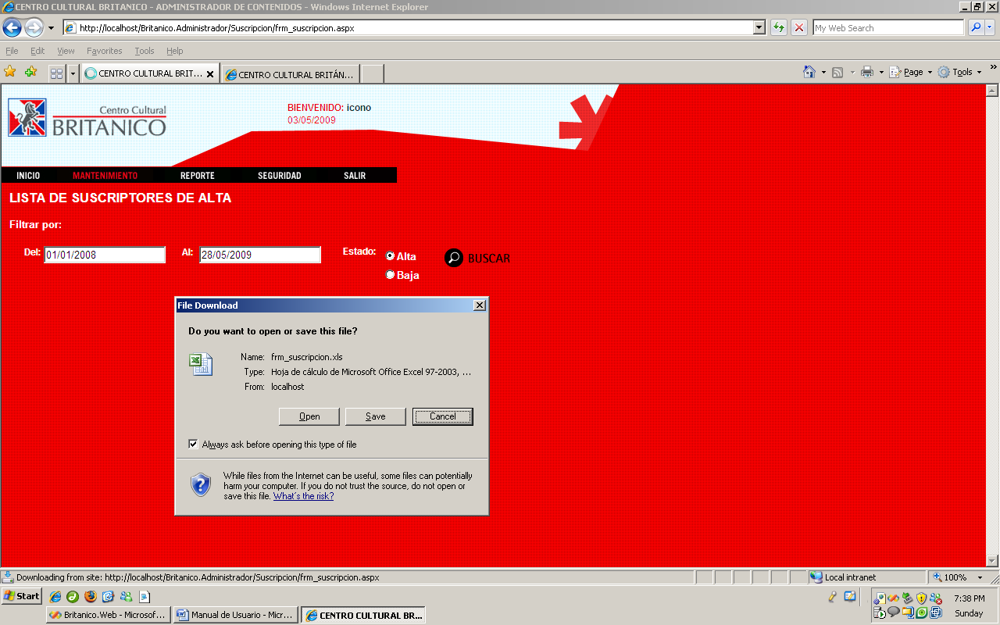 CENTRO CULTURAL BRITANICO - ADMINISTRADOR DE CONTENIDOS - Windows Internet Explorer
http://localhost/Britanico.Administrador/Suscripcion/frm_suscripcion.aspx
My Web Search
File Edit View Favorites Tools Help
CENTRO CULTURAL BRIT... CENTRO CULTURAL BRITÁN... Page Tools »
Centro Cultural
BRITANICO
BIENVENIDO: icono
03/05/2009
INICIO MANTENIMIENTO REPORTE SEGURIDAD SALIR
LISTA DE SUSCRIPTORES DE ALTA
Filtrar por:
Del: 01/01/2008 Al: 28/05/2009 Estado: Alta BUSCAR
Baja
File Download
Do you want to open or save this file?
Name: frm_suscripcion.xls
Type: Hoja de cálculo de Microsoft Office Excel 97-2003, ...
From: localhost
Open Save Cancel
Always ask before opening this type of file
While files from the Internet can be useful, some files can potentially
harm your computer. If you do not trust the source, do not open or
save this file. What's the risk?
Downloading from site: http://localhost/Britanico.Administrador/Suscripcion/frm_suscripcion.aspx Local intranet 100%
Start 7:38 PM
Britanico.Web - Microsof... Manual de Usuario - Micr... CENTRO CULTURAL BR... Sunday